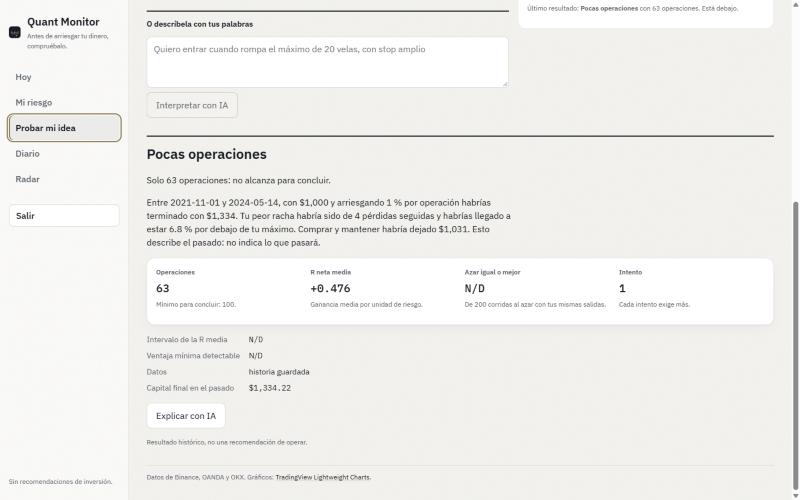 Quant Monitor
Antes de arriesgar tu dinero,
compruébalo.
Hoy
Mi riesgo
Probar mi idea
Diario
Radar
Salir
Sin recomendaciones de inversión.
Último resultado: Pocas operaciones con 63 operaciones. Está debajo.
O descríbela con tus palabras
Quiero entrar cuando rompa el máximo de 20 velas, con stop amplio
Interpretar con IA
Pocas operaciones
Solo 63 operaciones: no alcanza para concluir.
Entre 2021-11-01 y 2024-05-14, con $1,000 y arriesgando 1 % por operación habrías
terminado con $1,334. Tu peor racha habría sido de 4 pérdidas seguidas y habrías llegado a
estar 6.8 % por debajo de tu máximo. Comprar y mantener habría dejado $1,031. Esto
describe el pasado: no indica lo que pasará.
Operaciones
63
Mínimo para concluir: 100.
R neta media
+0.476
Ganancia media por unidad de riesgo.
Azar igual o mejor
N/D
De 200 corridas al azar con tus mismas salidas.
Intento
1
Cada intento exige más.
Intervalo de la R media N/D
Ventaja mínima detectable N/D
Datos historia guardada
Capital final en el pasado $1,334.22
Explicar con IA
Resultado histórico, no una recomendación de operar.
Datos de Binance, OANDA y OKX. Gráficos: TradingView Lightweight Charts.